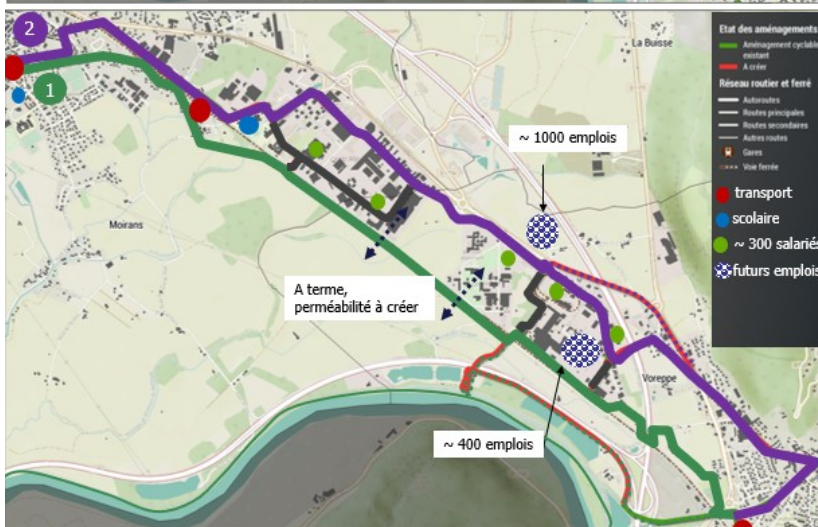 2
1
La Buisse
~ 1000 emplois
Moirans
A terme,
perméabilité à créer
Voreppe
~ 400 emplois
Etat des aménagements
Aménagement cyclable
existant
A créer
Réseau routier et ferré
Autoroutes
Routes principales
Routes secondaires
Autres routes
Gares
Voie ferrée
transport
scolaire
~ 300 salariés
futurs emplois